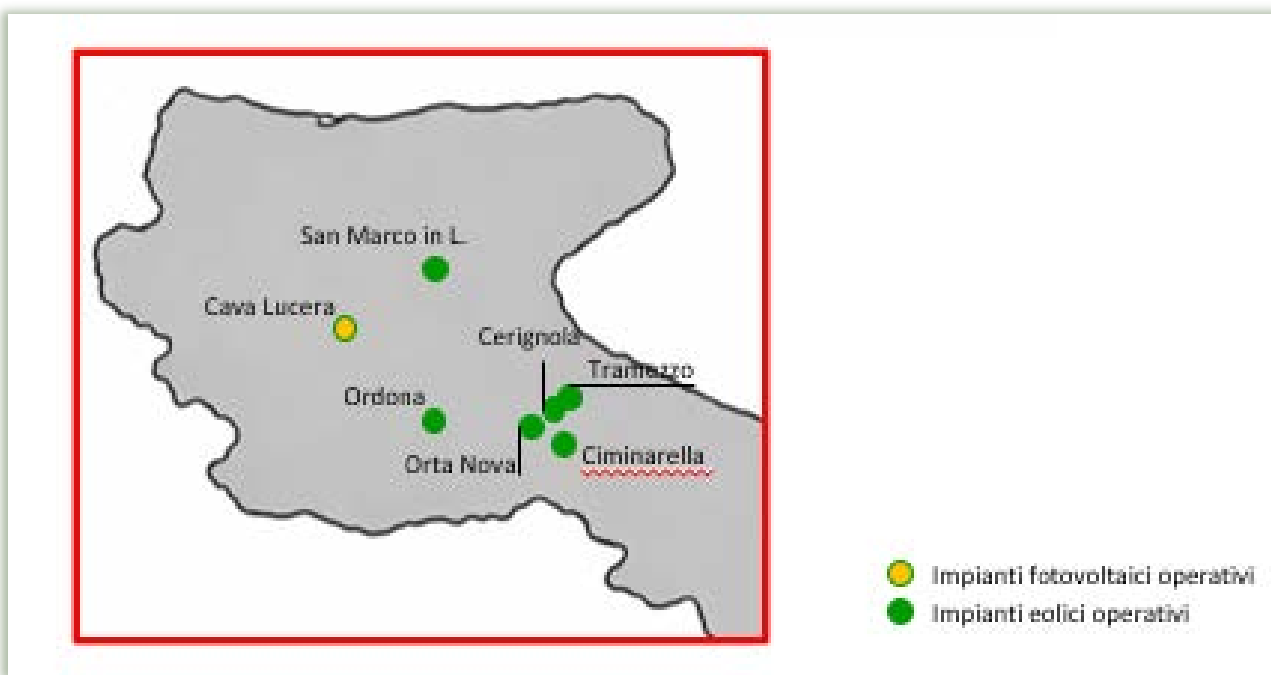 San Marco in L.
Cava Lucera
Cerignola
Tramezzo
Ordona
Orta Nova
Ciminarella
Impianti fotovoltaici operativi
Impianti eolici operativi